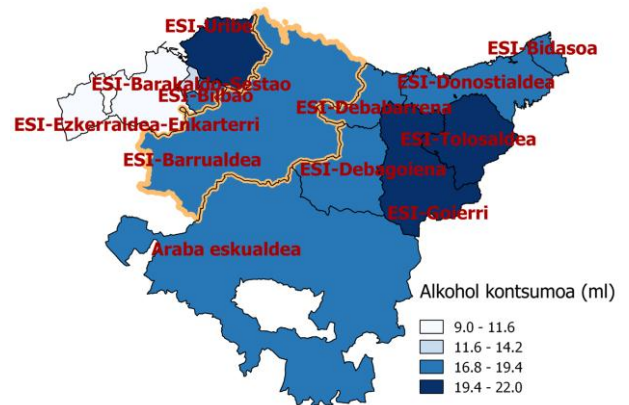 ESI-Uribe
ESI-Bidasoa
ESI-Barakaldo-Sestao
ESI-Donostialdea
ESI-Bilbao
ESI-Debabarrena
ESI-Ezkerraldea-Enkarterri
ESI-Tolosaldea
ESI-Barrualdea
ESI-Debagoiena
ESI-Goierri
Araba eskualdea
Alkohol kontsumoa (ml)
9.0 - 11.6
11.6 - 14.2
16.8 - 19.4
19.4 - 22.0